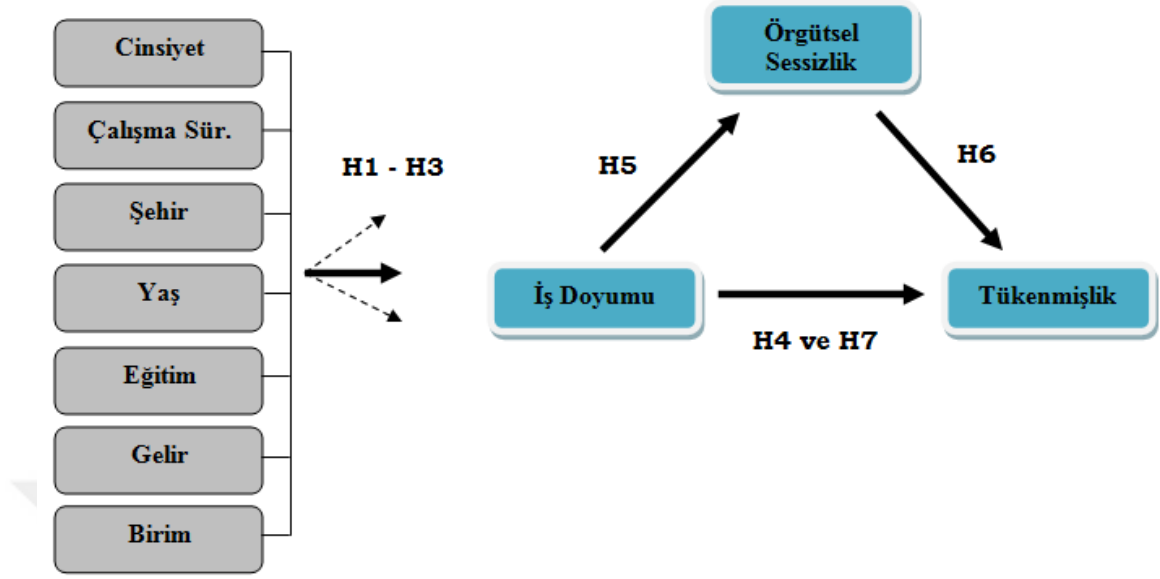 Cinsiyet
Çalışma Sür.
Şehir
Yaş
Eğitim
Gelir
Birim
H1 - H3
Örgütsel
Sessizlik
H5
H6
İş Doyumu
Tükenmişlik
H4 ve H7